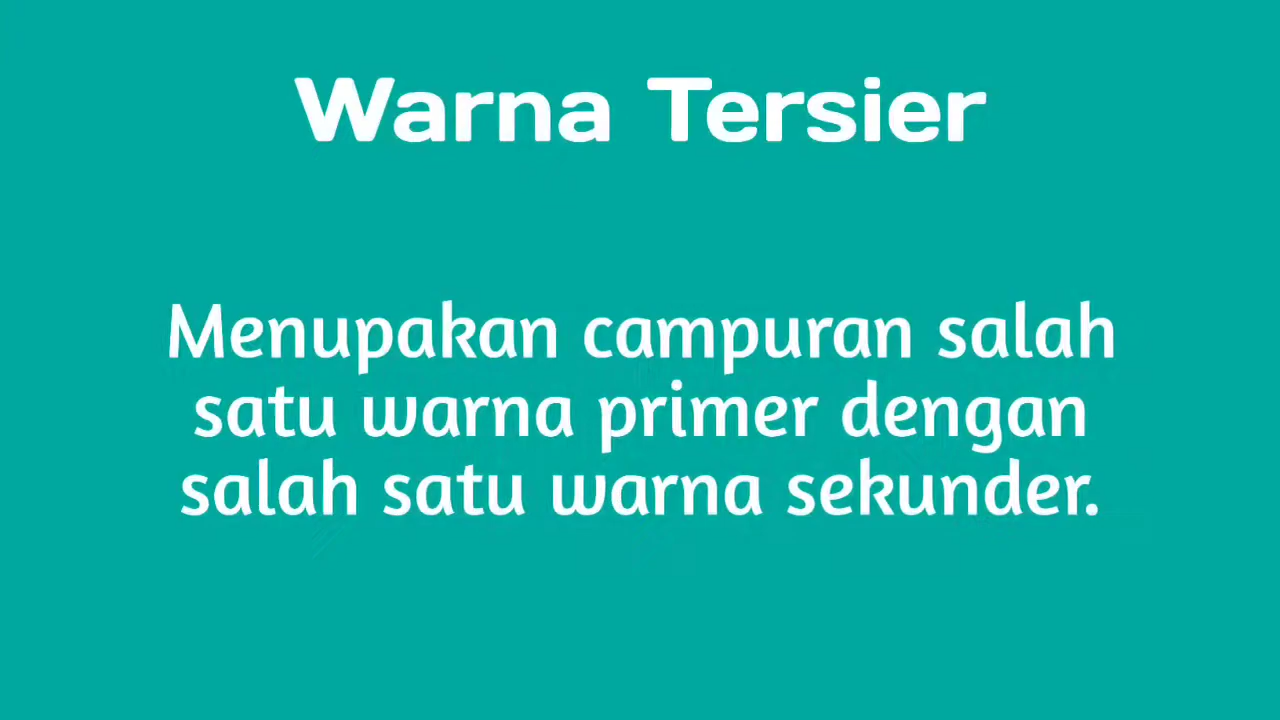 Warna Tersier
Menupakan campuran salah
satu warna primer dengan
salah satu warna sekunder.